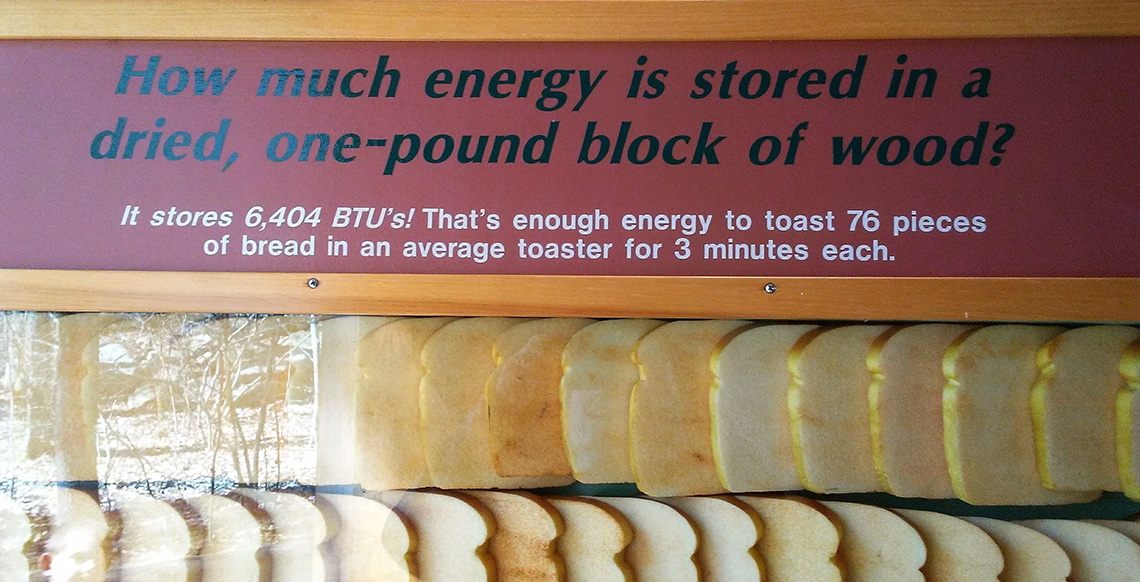 How much energy is stored in a
dried, one-pound block of wood?
It stores 6,404 BTU's! That's enough energy to toast 76 pieces
of bread in an average toaster for 3 minutes each.